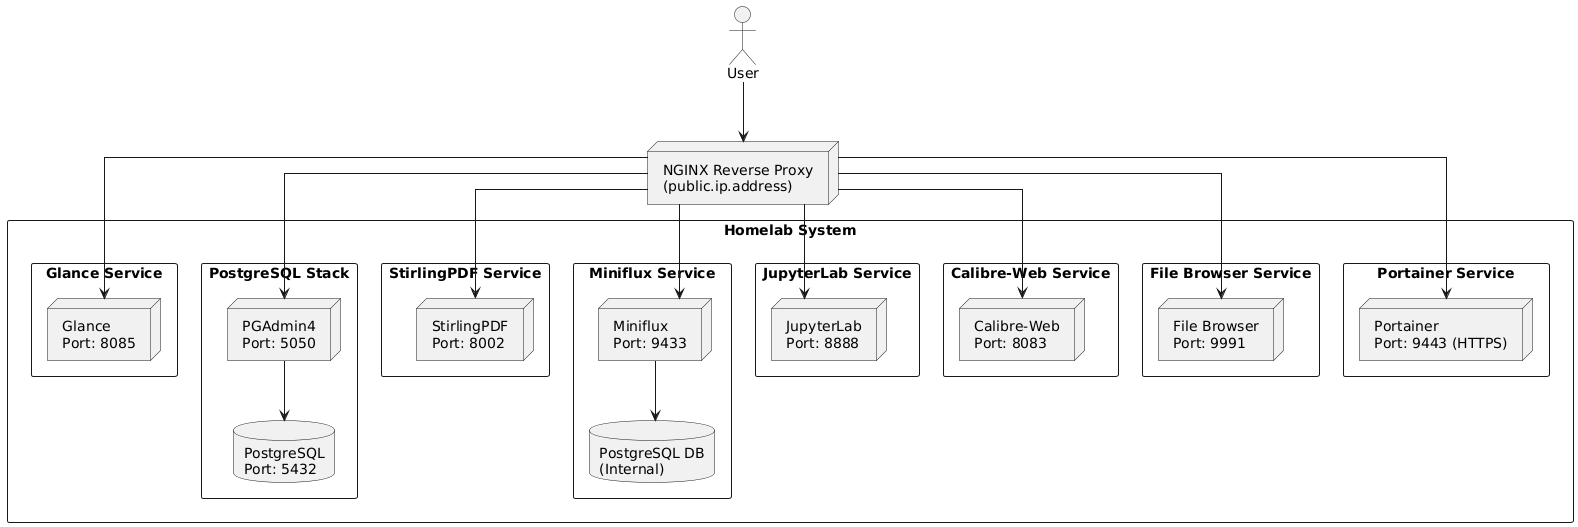 User
NGINX Reverse Proxy
(public.ip.address)
Homelab System
Glance Service
Glance
Port: 8085
PostgreSQL Stack
PGAdmin4
Port: 5050
PostgreSQL
Port: 5432
StirlingPDF Service
StirlingPDF
Port: 8002
Miniflux Service
Miniflux
Port: 9433
PostgreSQL DB
(Internal)
JupyterLab Service
JupyterLab
Port: 8888
Calibre-Web Service
Calibre-Web
Port: 8083
File Browser Service
File Browser
Port: 9991
Portainer Service
Portainer
Port: 9443 (HTTPS)